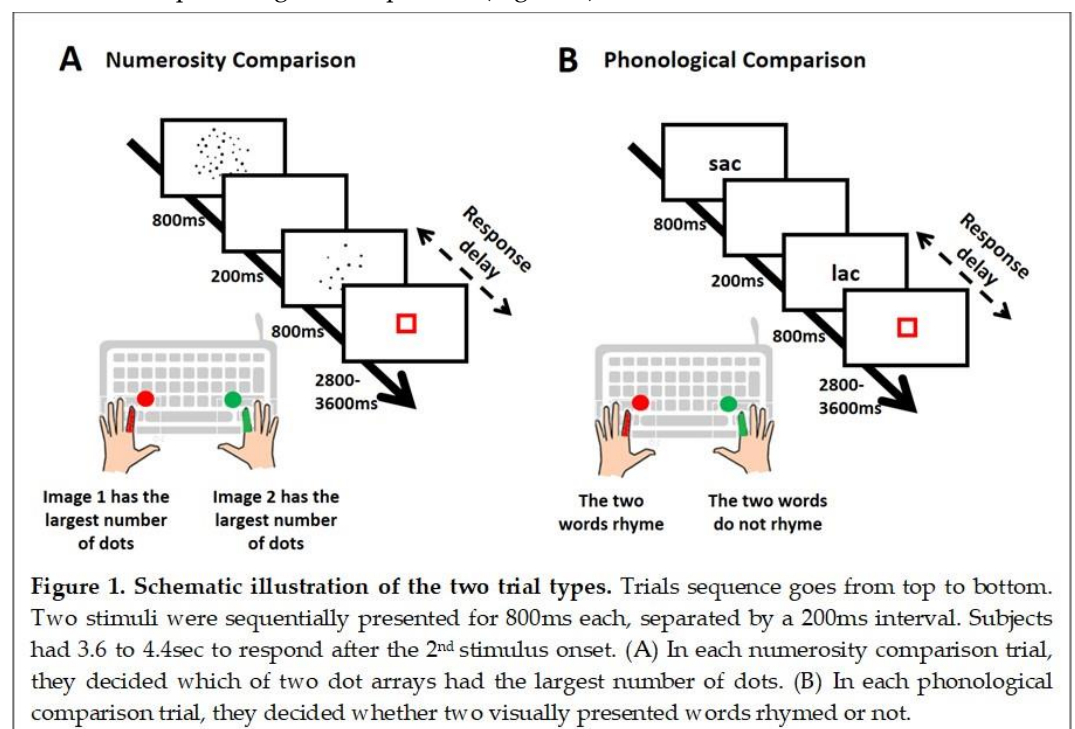 A Numerosity Comparison
800ms
200ms
800ms
2800-
3600ms
Response
delay
Image 1 has the
largest number
of dots
Image 2 has the
largest number
of dots
B Phonological Comparison
sac
800ms
200ms
lac
800ms
2800-
3600ms
Response
delay
The two
words rhyme
The two words
do not rhyme
Figure 1. Schematic illustration of the two trial types. Trials sequence goes from top to bottom.
Two stimuli were sequentially presented for 800ms each, separated by a 200ms interval. Subjects
had 3.6 to 4.4sec to respond after the 2nd stimulus onset. (A) In each numerosity comparison trial,
they decided which of two dot arrays had the largest number of dots. (B) In each phonological
comparison trial, they decided whether two visually presented words rhymed or not.